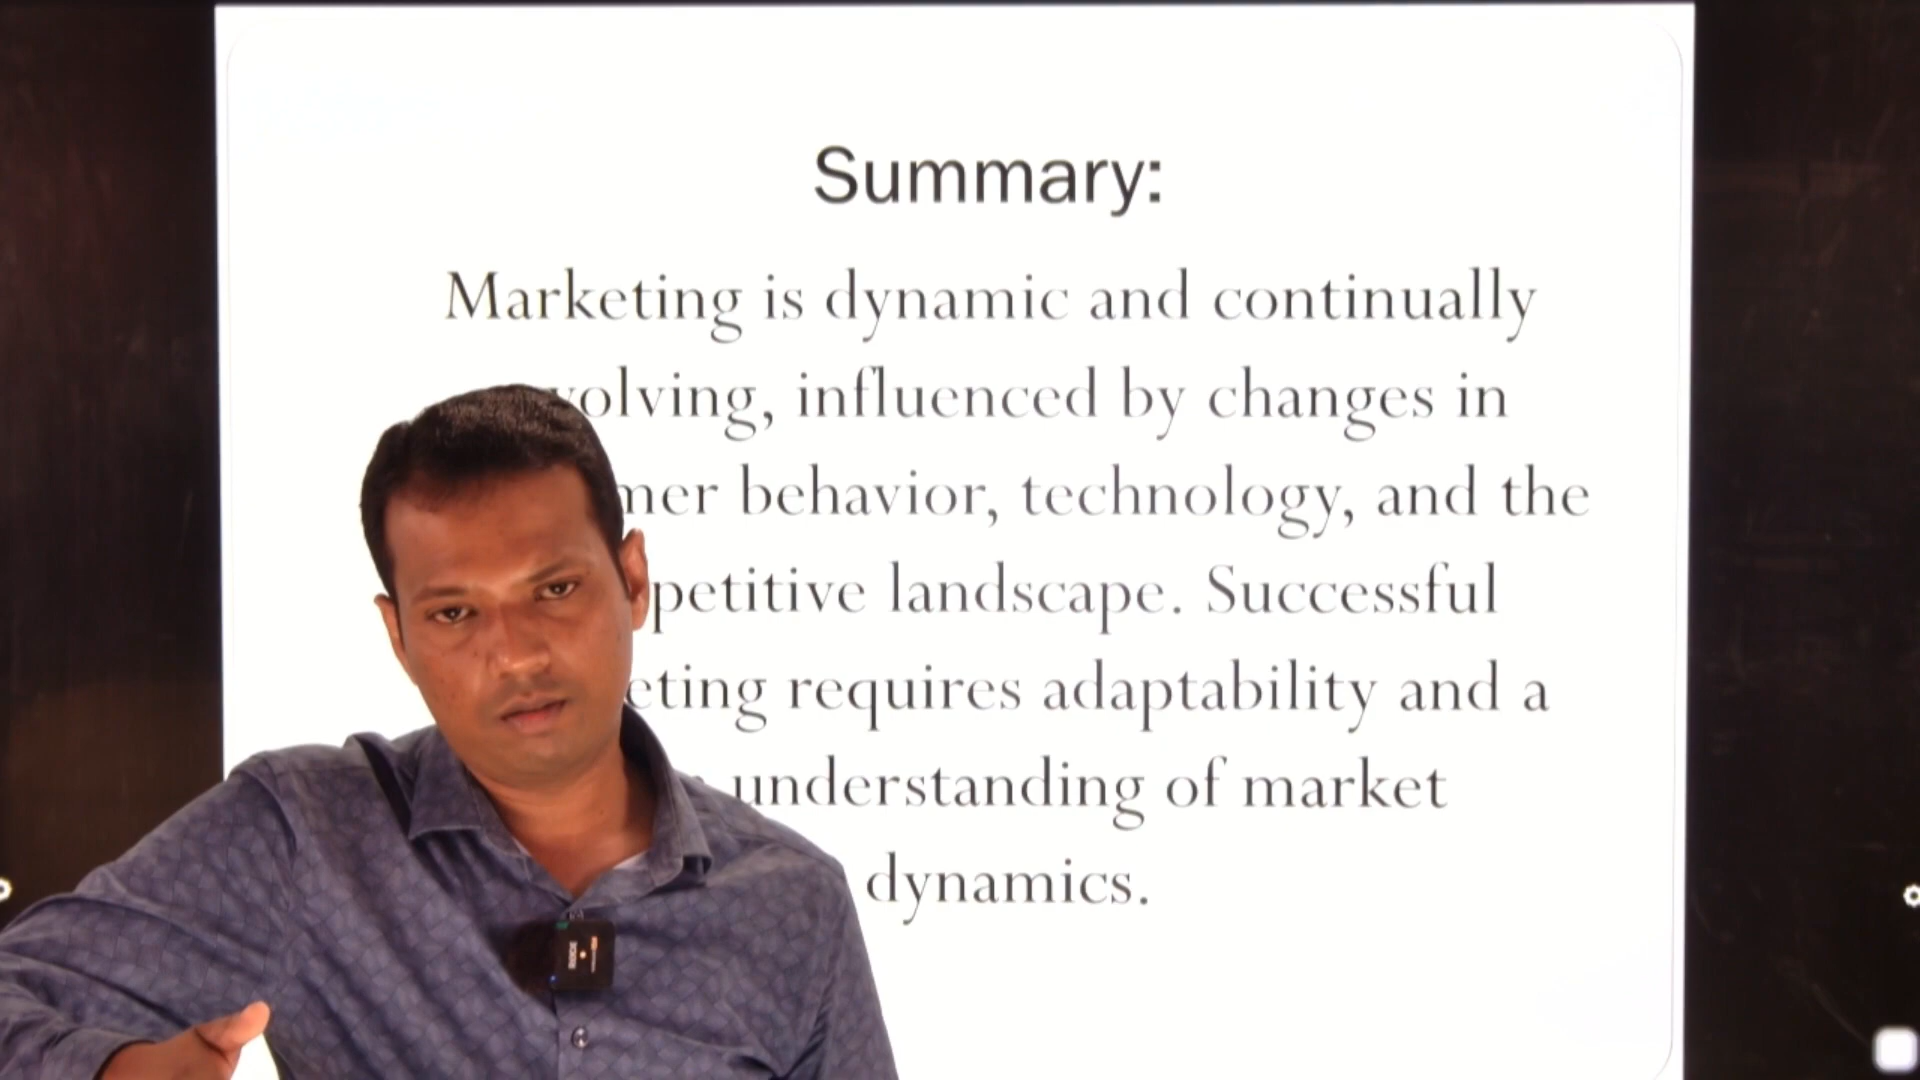 Summary:
Marketing is dynamic and continually
volving, influenced by changes in
mer behavior, technology, and the
petitive landscape. Successful
eting requires adaptability and a
understanding of market
dynamics.
RODE